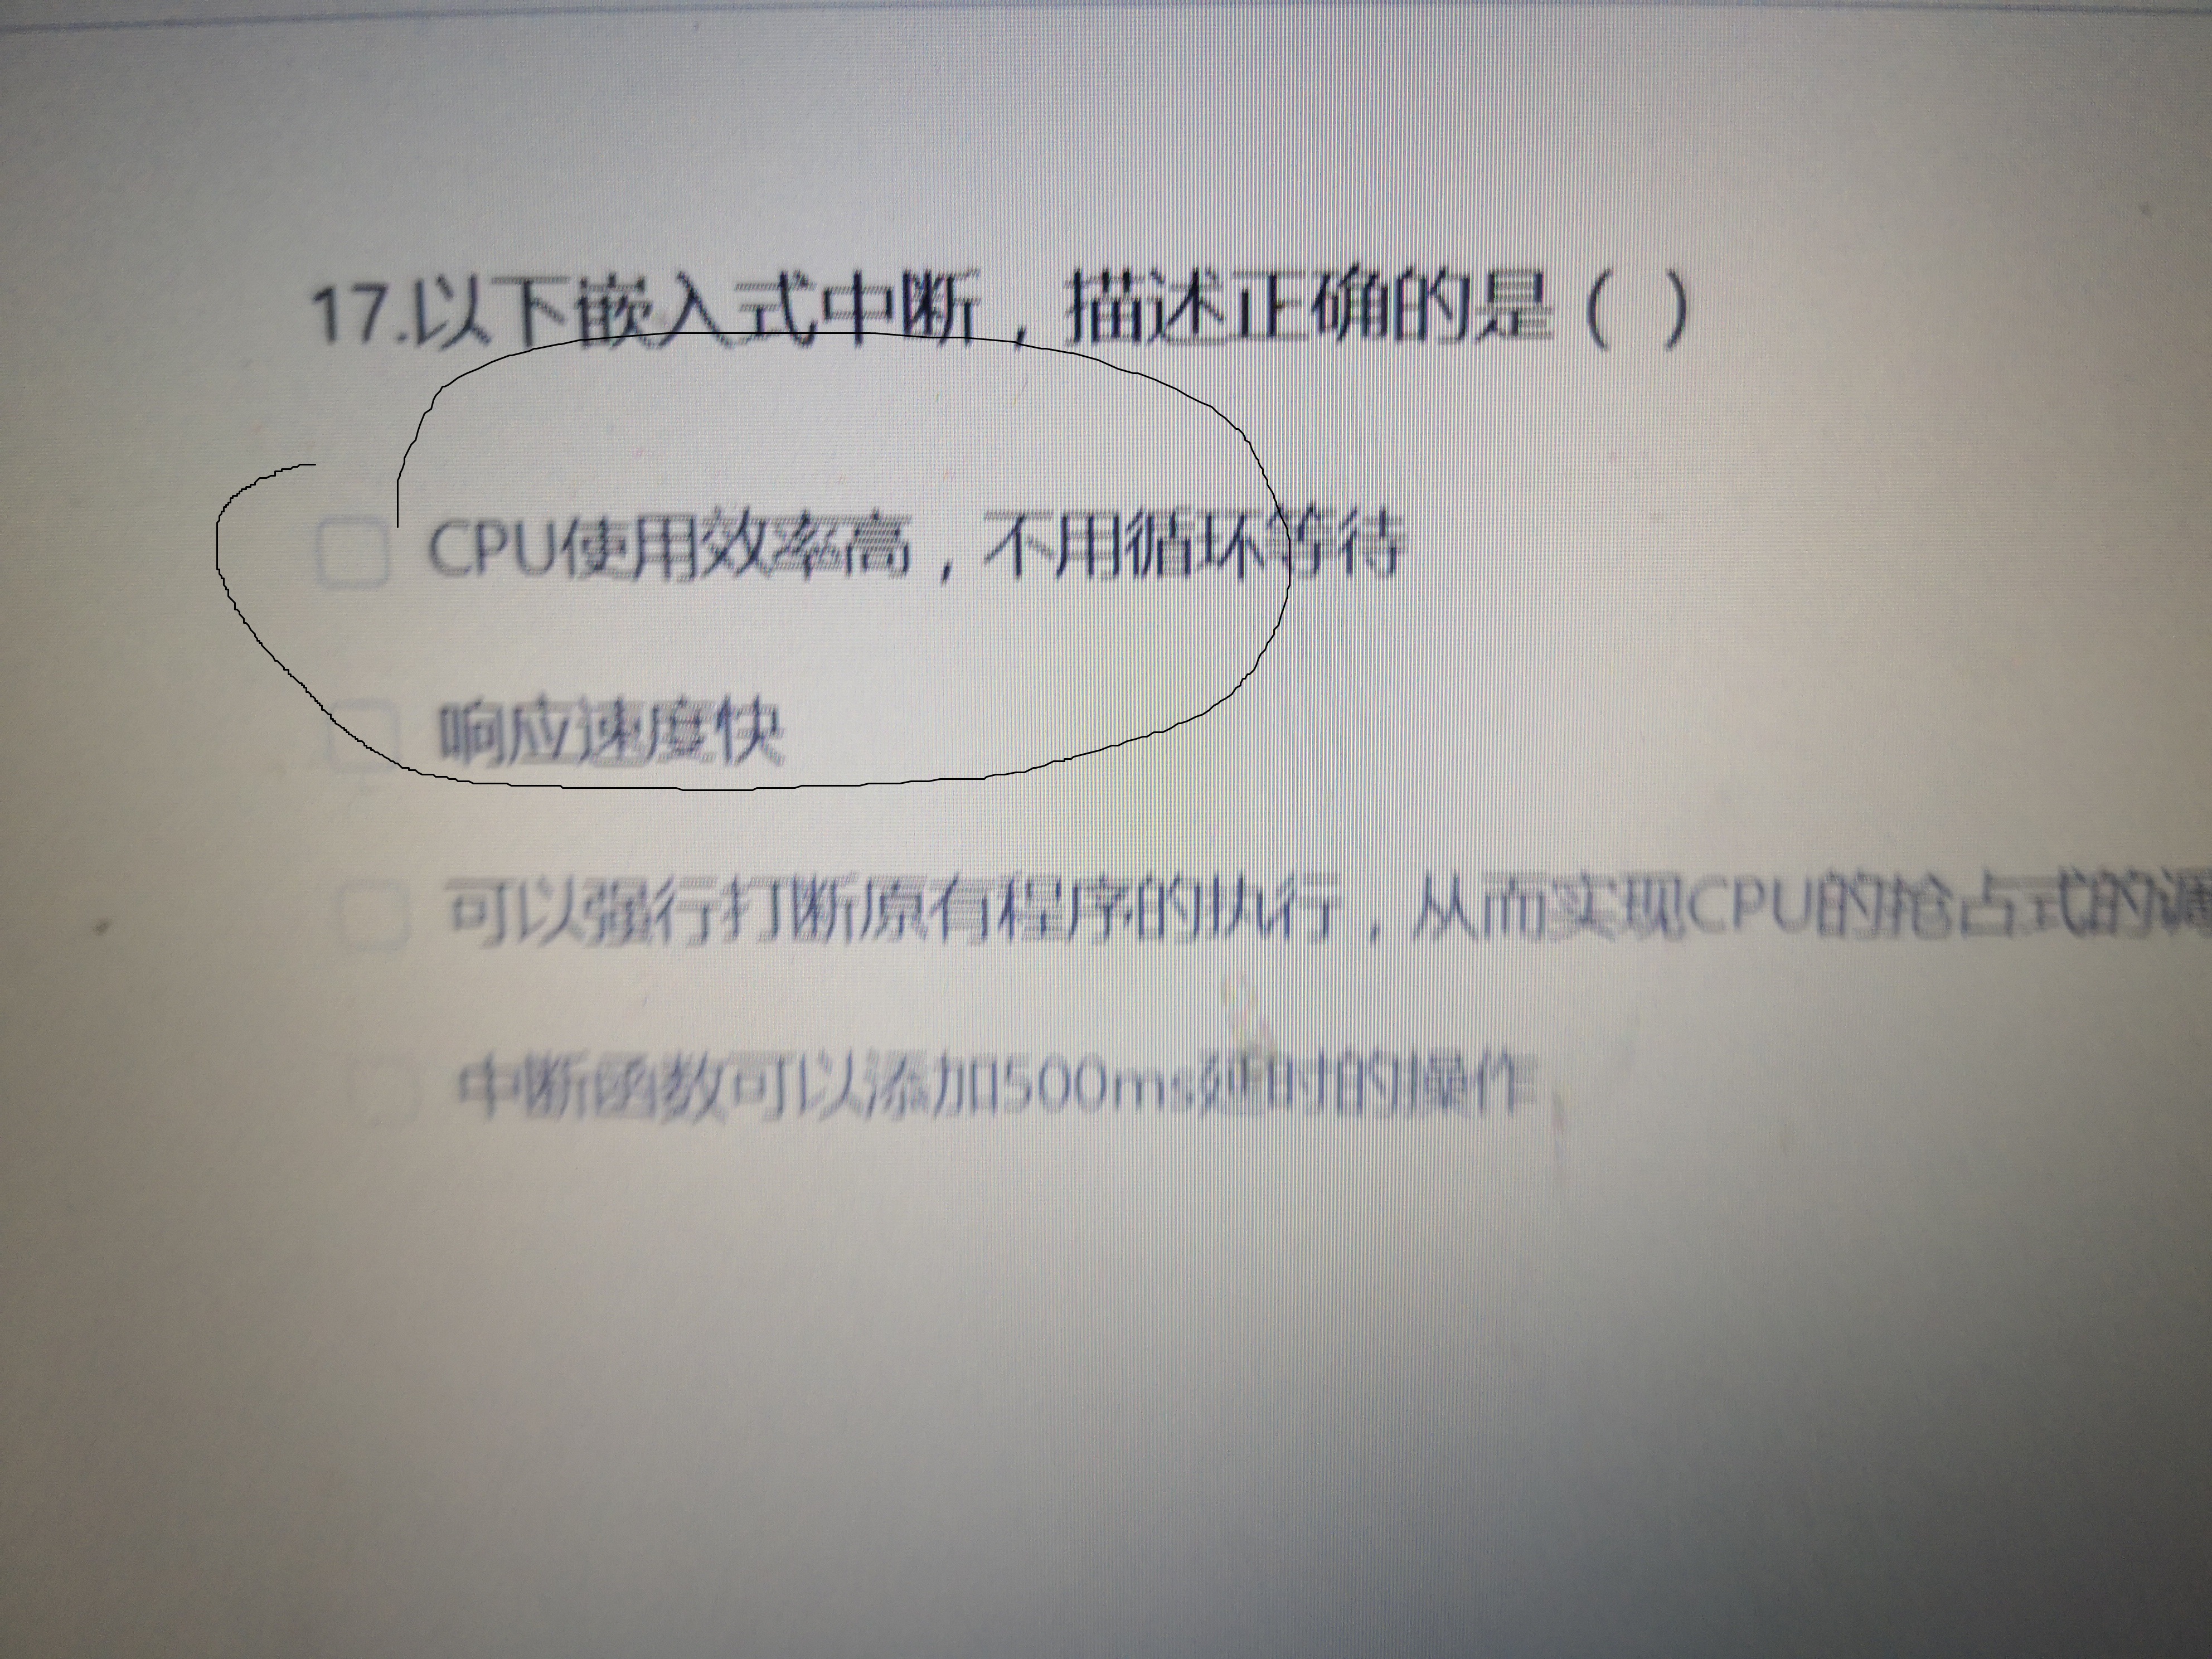 17.以下嵌入式中断，描述正确的是（ ）
CPU使用效率高，不用循环等待
响应速度快
可以强行打断原有程序的执行，从而实现CPU的抢占式的调
中断函数可以添加500ms延时的操作